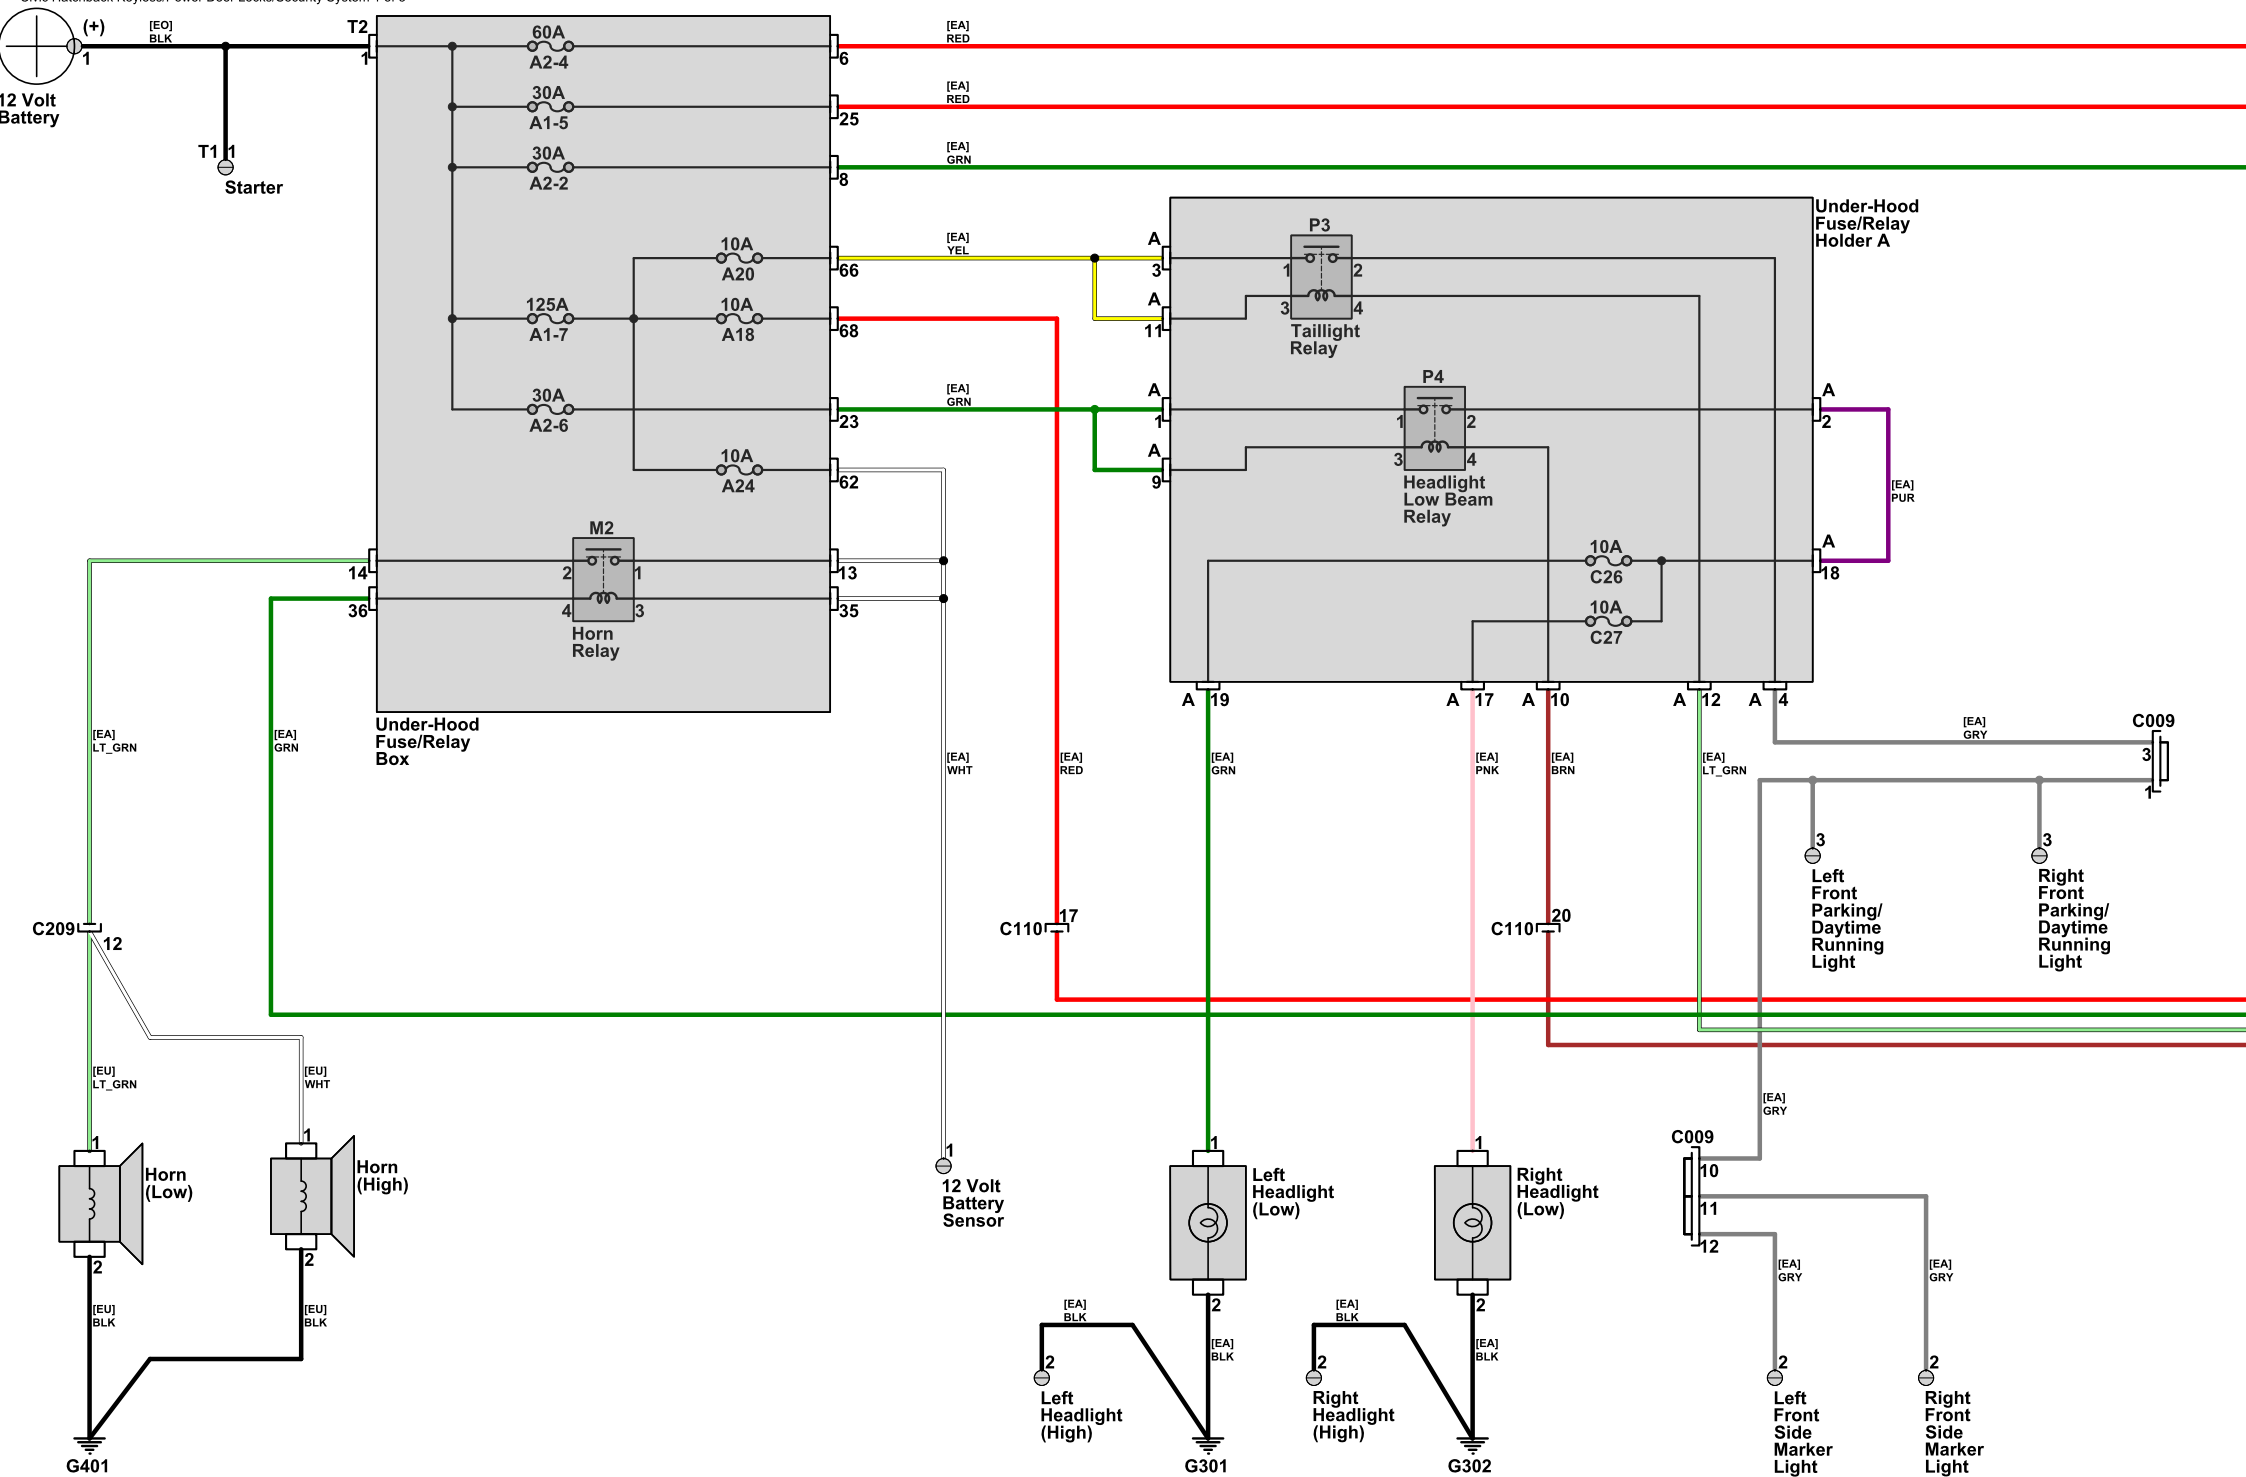 (+)
1
[EO]
BLK
12 Volt
Battery
T1
1
Starter
T2
1
60A
A2-4
6
[EA]
RED
30A
A1-5
25
[EA]
RED
30A
A2-2
8
[EA]
GRN
10A
A20
66
[EA]
YEL
125A
A1-7
10A
A18
68
30A
A2-6
23
[EA]
GRN
10A
A24
62
M2
14
2
1
13
36
4
3
35
Horn
Relay
Under-Hood
Fuse/Relay
Box
Under-Hood
Fuse/Relay
Holder A
P3
A
3
1
2
A
11
3
4
Taillight
Relay
P4
A
1
1
2
A
2
A
9
3
4
Headlight
Low Beam
Relay
[EA]
PUR
10A
C26
A
18
10A
C27
A
19
A
17
A
10
A
12
A
4
[EA]
LT_GRN
[EA]
GRN
[EA]
WHT
[EA]
RED
[EA]
GRN
[EA]
PNK
[EA]
BRN
[EA]
LT_GRN
[EA]
GRY
C009
3
1
3
Left
Front
Parking/
Daytime
Running
Light
3
Right
Front
Parking/
Daytime
Running
Light
C209
12
C110
17
C110
20
[EU]
LT_GRN
[EU]
WHT
[EA]
GRY
1
Horn
(Low)
2
1
Horn
(High)
2
1
12 Volt
Battery
Sensor
1
Left
Headlight
(Low)
2
1
Right
Headlight
(Low)
2
C009
10
11
12
[EU]
BLK
[EU]
BLK
[EA]
BLK
[EA]
BLK
[EA]
BLK
[EA]
BLK
[EA]
GRY
[EA]
GRY
2
Left
Headlight
(High)
2
Right
Headlight
(High)
2
Left
Front
Side
Marker
Light
2
Right
Front
Side
Marker
Light
G401
G301
G302